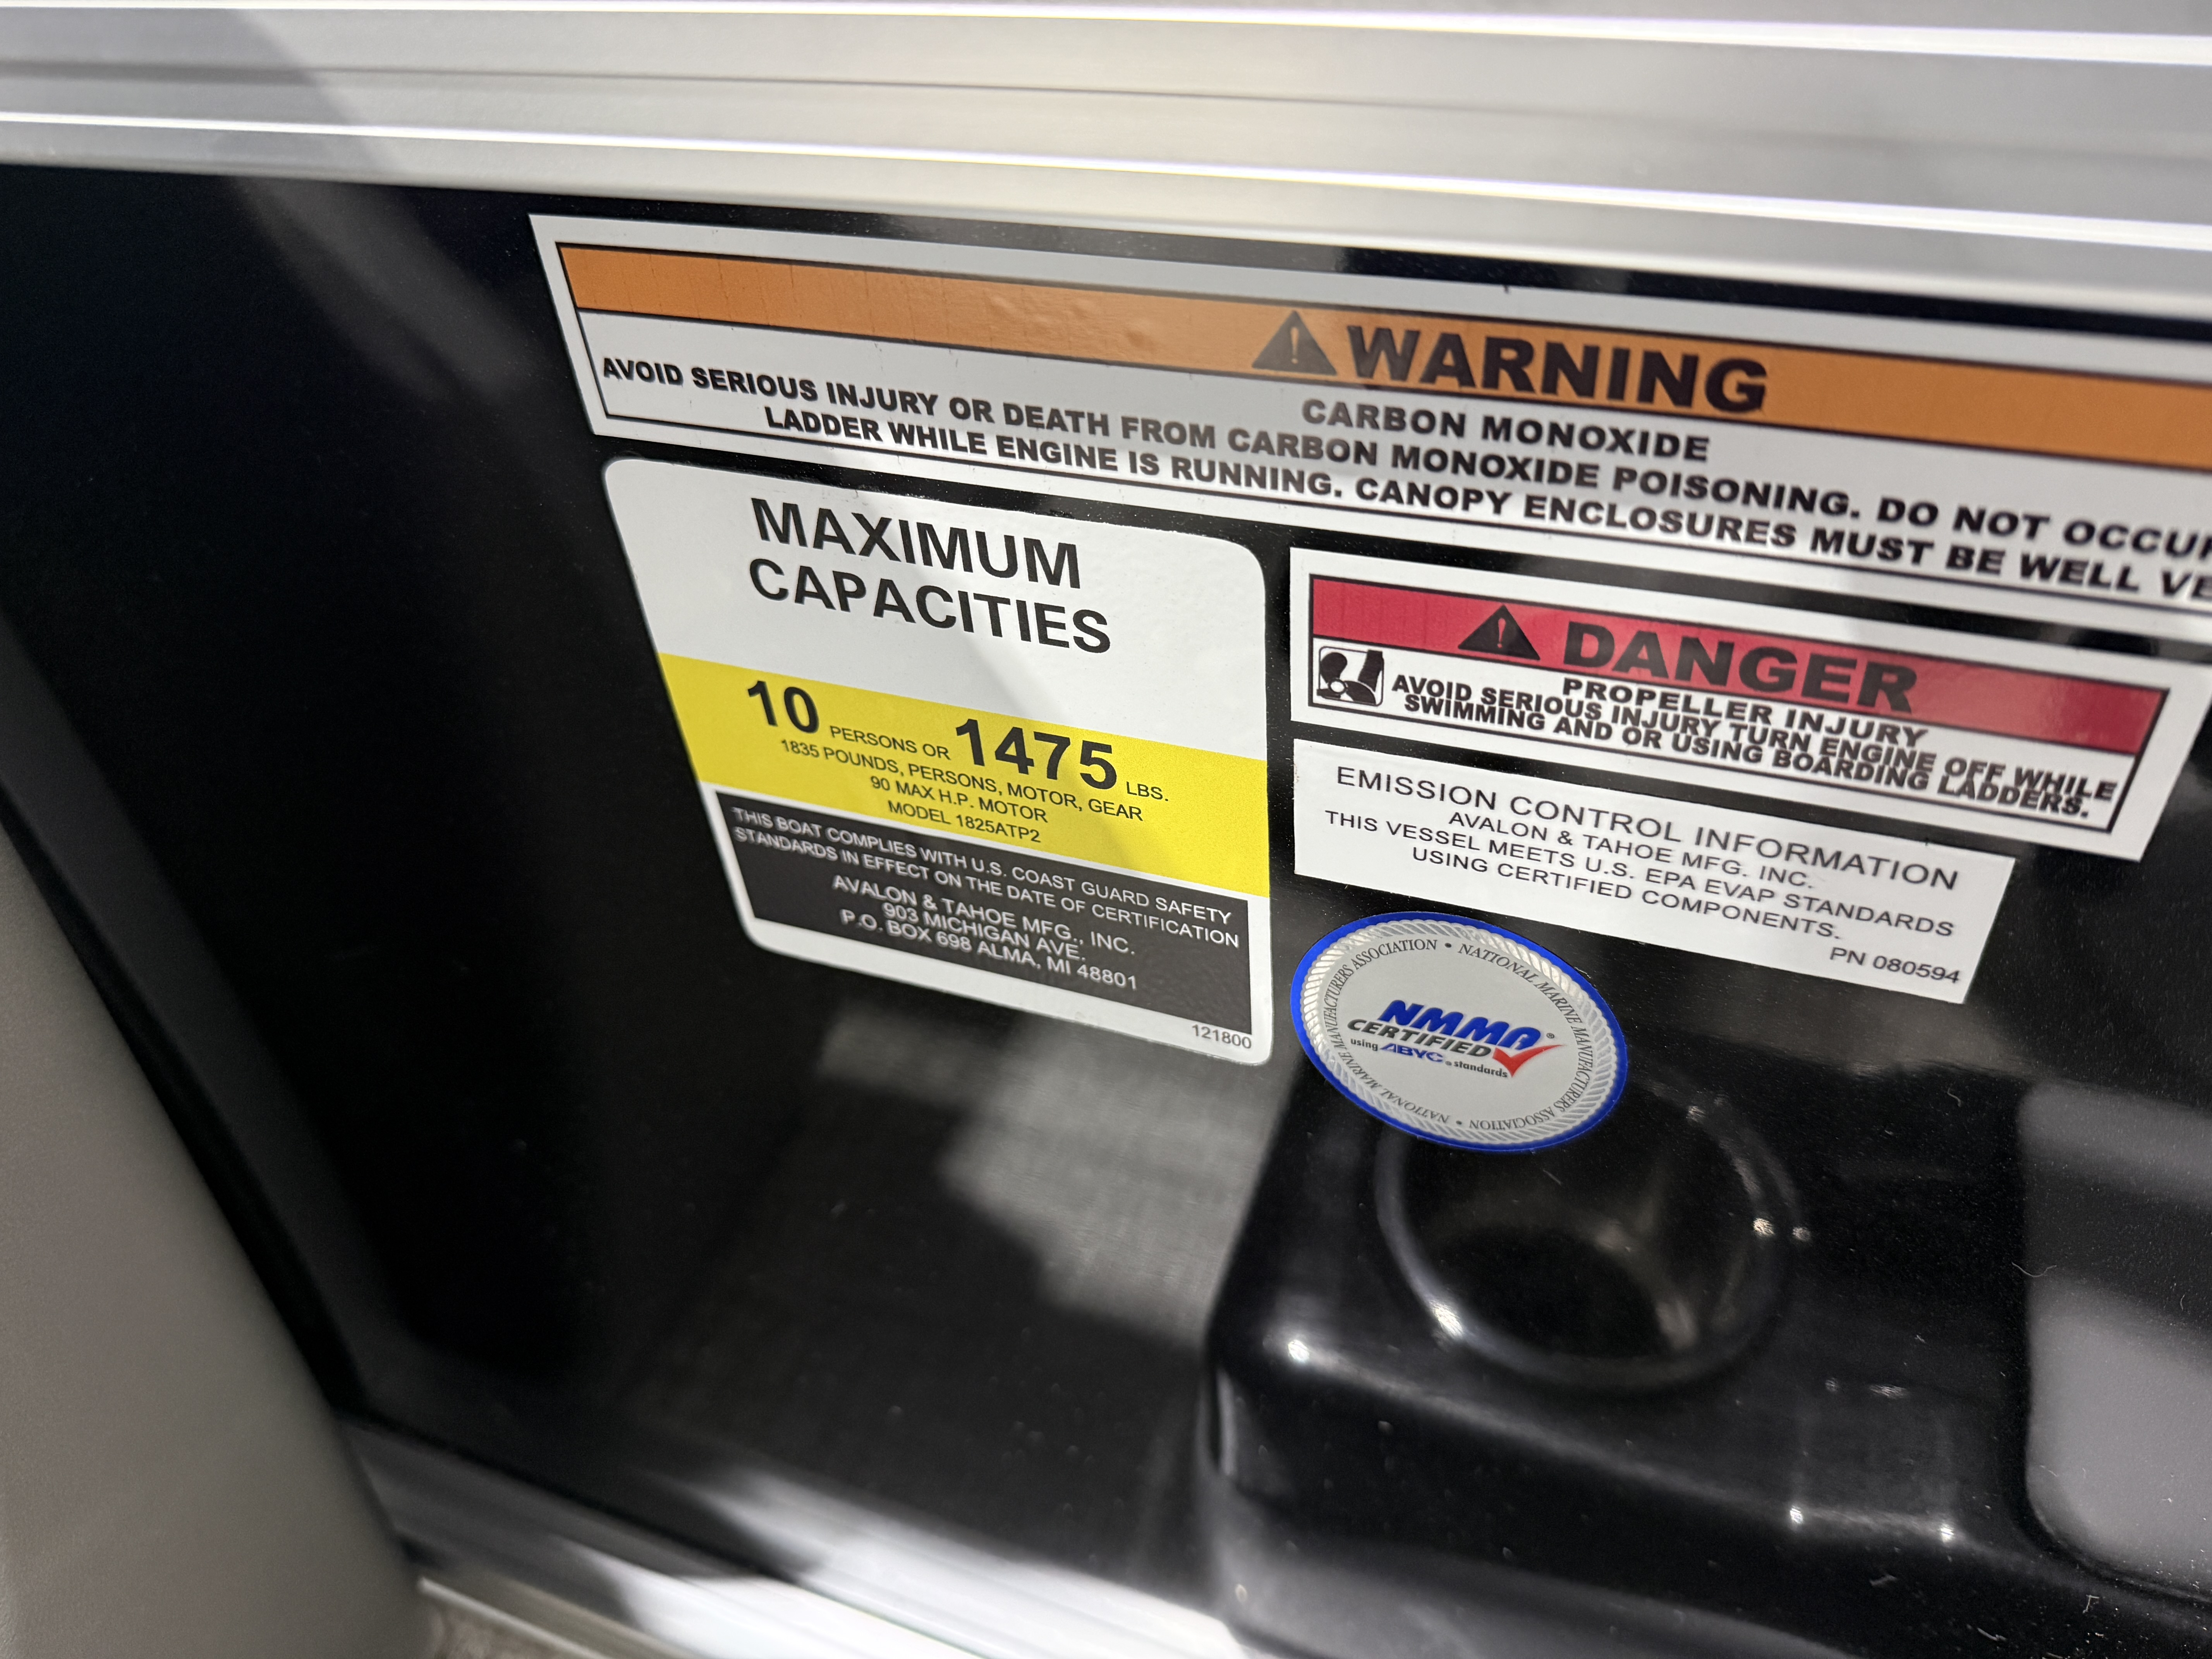 WARNING
CARBON MONOXIDE
AVOID SERIOUS INJURY OR DEATH FROM CARBON MONOXIDE POISONING. DO NOT
LADDER WHILE ENGINE IS RUNNING. CANOPY ENCLOSURES MUST BE WELL
MAXIMUM
CAPACITIES
10 PERSONS OR 1475 LBS.
1835 POUNDS, PERSONS, MOTOR, GEAR
90 MAX H.P. MOTOR
MODEL 1825ATP2
THIS BOAT COMPLIES WITH U.S. COAST GUARD SAFETY
STANDARDS IN EFFECT ON THE DATE OF CERTIFICATION
AVALON & TAHOE MFG., INC.
903 MICHIGAN AVE.
P.O. BOX 698 ALMA, MI 48801
121800
DANGER
PROPELLER INJURY
AVOID SERIOUS INJURY TURN ENGINE OFF WHILE
SWIMMING AND OR USING BOARDING LADDERS.
EMISSION CONTROL INFORMATION
AVALON & TAHOE MFG. INC.
THIS VESSEL MEETS U.S. EPA EVAP STANDARDS
USING CERTIFIED COMPONENTS.
PN 080594
NATIONAL MARINE MANUFACTURERS ASSOCIATION • NATIONAL MARINE MANUFACTURERS ASSOCIATION •
NMMA®
CERTIFIED
using ABYC® standards